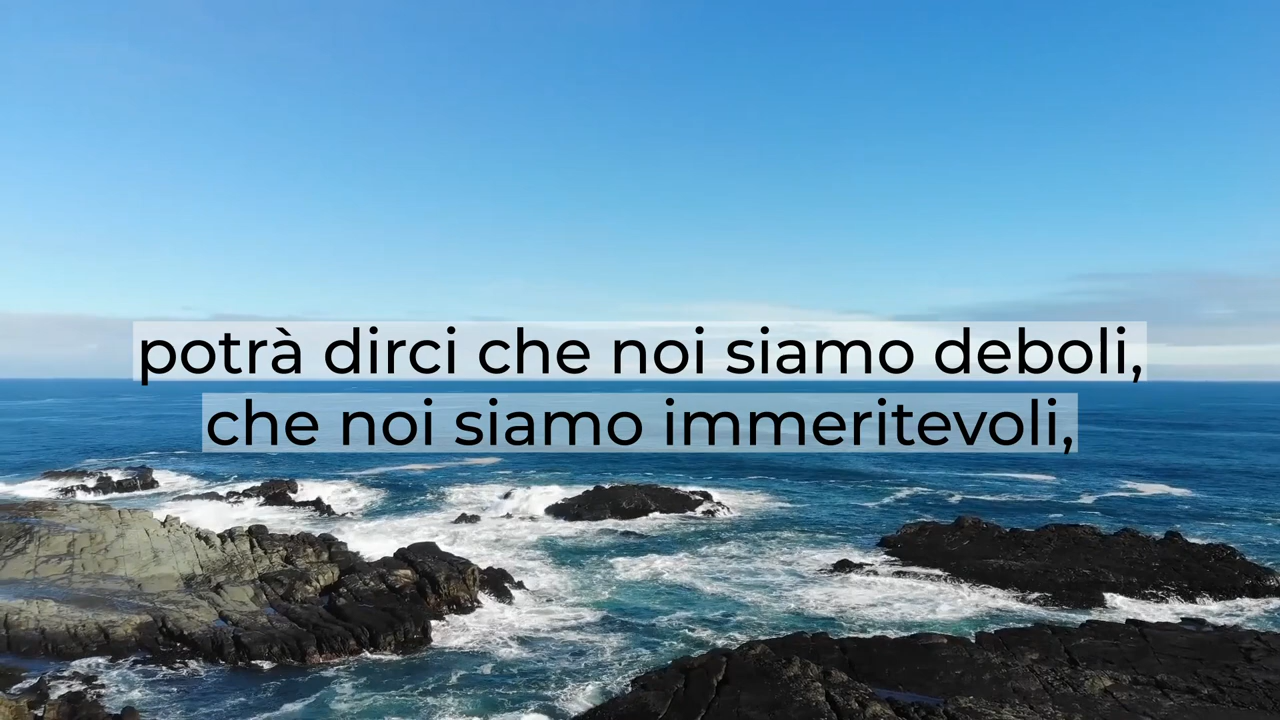 potrà dirci che noi siamo deboli,
che noi siamo immeritevoli,